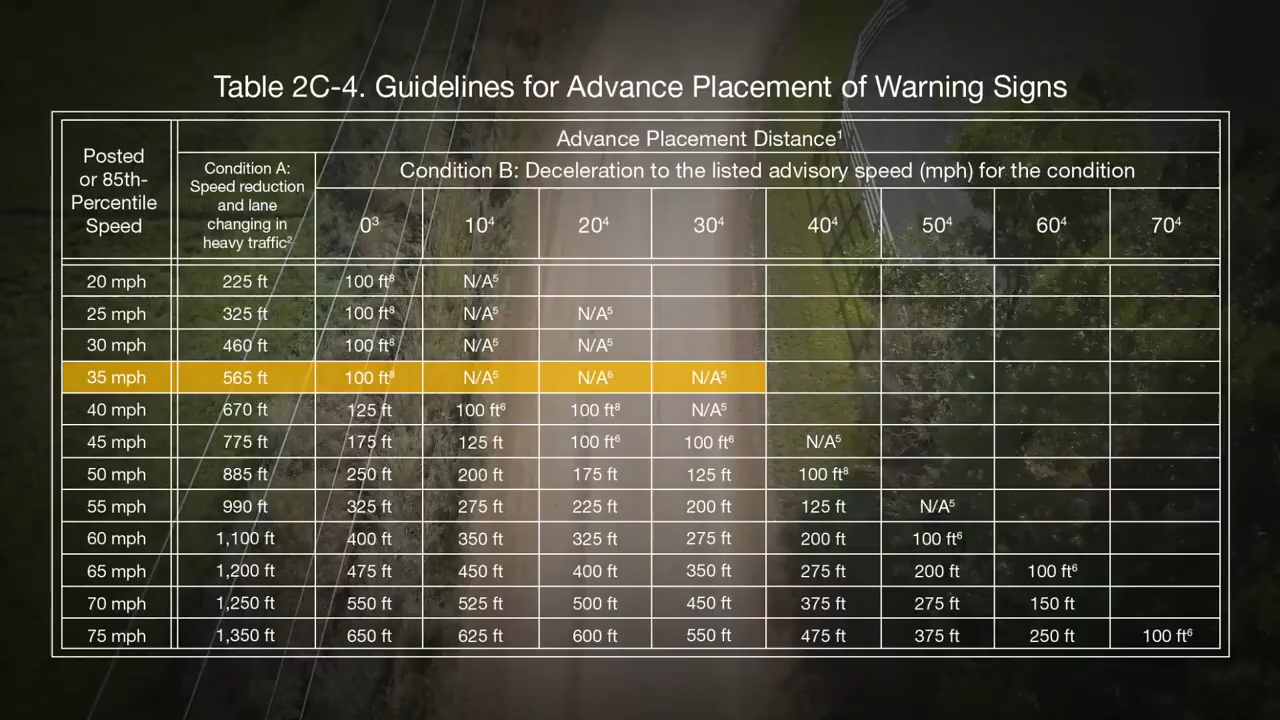 Table 2C-4. Guidelines for Advance Placement of Warning Signs
Posted
or 85th-
Percentile
Speed
Advance Placement Distance¹
Condition A:
Speed reduction
and lane
changing in
heavy traffic²
Condition B: Deceleration to the listed advisory speed (mph) for the condition
0³ 10⁴ 20⁴ 30⁴ 40⁴ 50⁴ 60⁴ 70⁴
20 mph 225 ft 100 ft⁸ N/A⁵
25 mph 325 ft 100 ft⁸ N/A⁵ N/A⁵
30 mph 460 ft 100 ft⁸ N/A⁵ N/A⁵
35 mph 565 ft 100 ft⁸ N/A⁵ N/A⁶ N/A⁵
40 mph 670 ft 125 ft 100 ft⁶ 100 ft⁸ N/A⁵
45 mph 775 ft 175 ft 125 ft 100 ft⁶ 100 ft⁶ N/A⁵
50 mph 885 ft 250 ft 200 ft 175 ft 125 ft 100 ft⁸
55 mph 990 ft 325 ft 275 ft 225 ft 200 ft 125 ft N/A⁵
60 mph 1,100 ft 400 ft 350 ft 325 ft 275 ft 200 ft 100 ft⁶
65 mph 1,200 ft 475 ft 450 ft 400 ft 350 ft 275 ft 200 ft 100 ft⁶
70 mph 1,250 ft 550 ft 525 ft 500 ft 450 ft 375 ft 275 ft 150 ft
75 mph 1,350 ft 650 ft 625 ft 600 ft 550 ft 475 ft 375 ft 250 ft 100 ft⁶